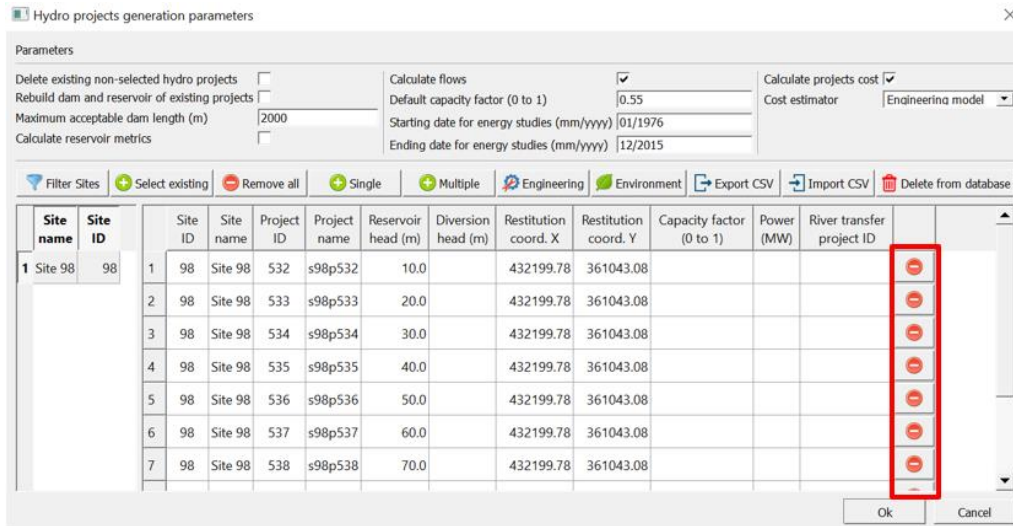 Hydro projects generation parameters
Parameters
Delete existing non-selected hydro projects
Rebuild dam and reservoir of existing projects
Maximum acceptable dam length (m) 2000
Calculate reservoir metrics
Calculate flows
Default capacity factor (0 to 1) 0.55
Starting date for energy studies (mm/yyyy) 01/1976
Ending date for energy studies (mm/yyyy) 12/2015
Calculate projects cost
Cost estimator Engineering model
Filter Sites Select existing Remove all Single Multiple Engineering Environment Export CSV Import CSV Delete from database
Site name Site ID
1 Site 98 98
Site ID Site name Project ID Project name Reservoir head (m) Diversion head (m) Restitution coord. X Restitution coord. Y Capacity factor (0 to 1) Power (MW) River transfer project ID
1 98 Site 98 532 s98p532 10.0 432199.78 361043.08
2 98 Site 98 533 s98p533 20.0 432199.78 361043.08
3 98 Site 98 534 s98p534 30.0 432199.78 361043.08
4 98 Site 98 535 s98p535 40.0 432199.78 361043.08
5 98 Site 98 536 s98p536 50.0 432199.78 361043.08
6 98 Site 98 537 s98p537 60.0 432199.78 361043.08
7 98 Site 98 538 s98p538 70.0 432199.78 361043.08
Ok Cancel